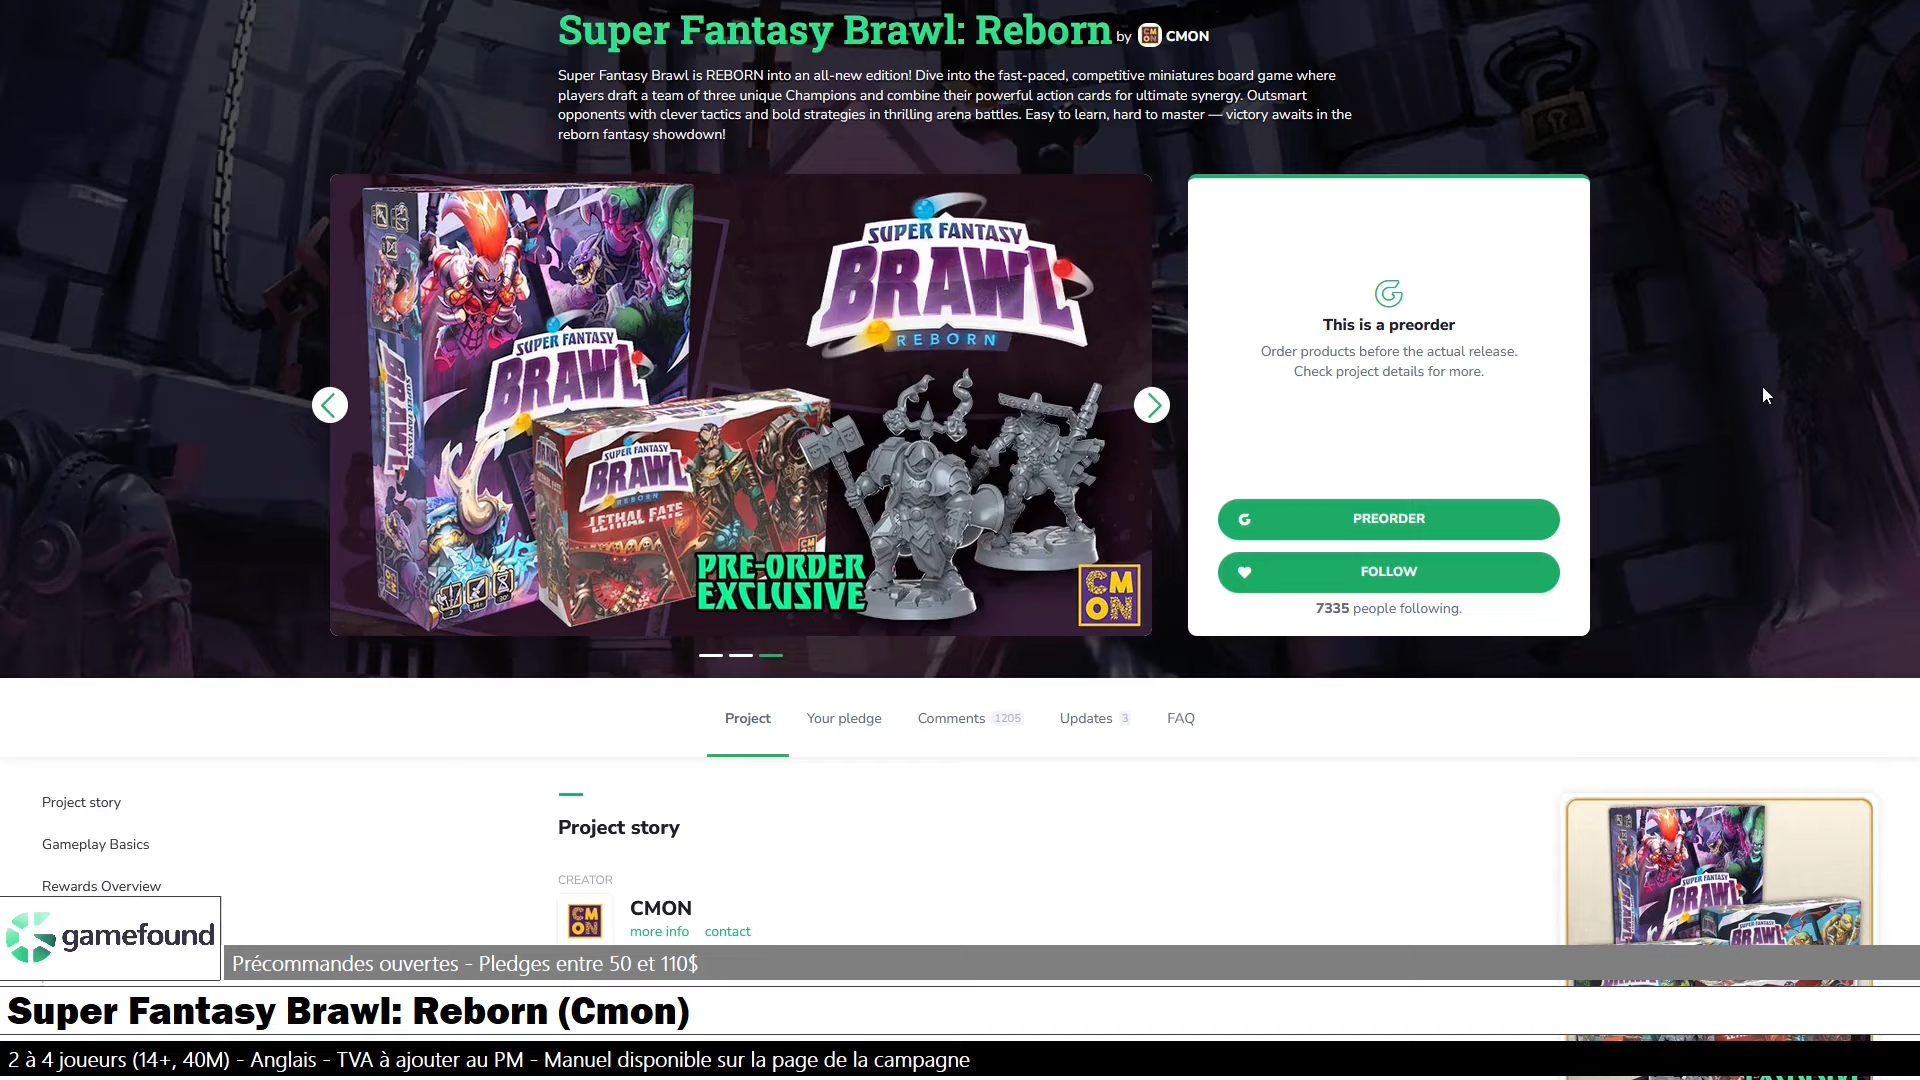 Super Fantasy Brawl: Reborn by CMON
Super Fantasy Brawl is REBORN into an all-new edition! Dive into the fast-paced, competitive miniatures board game where
players draft a team of three unique Champions and combine their powerful action cards for ultimate synergy. Outsmart
opponents with clever tactics and bold strategies in thrilling arena battles. Easy to learn, hard to master — victory awaits in the
reborn fantasy showdown!
SUPER FANTASY
BRAWL
REBORN
SUPER FANTASY
BRAWL
SUPER FANTASY
BRAWL
REBORN
LETHAL FATE
PRE-ORDER
EXCLUSIVE
CM
ON
This is a preorder
Order products before the actual release.
Check project details for more.
PREORDER
FOLLOW
7335 people following.
Project
Your pledge
Comments 1205
Updates 3
FAQ
Project story
Gameplay Basics
Rewards Overview
Project story
CREATOR
CM
ON
CMON
more info contact
SUPER FANTASY
BRAWL
BRAWL
gamefound
Précommandes ouvertes - Pledges entre 50 et 110$
Super Fantasy Brawl: Reborn (Cmon)
2 à 4 joueurs (14+, 40M) - Anglais - TVA à ajouter au PM - Manuel disponible sur la page de la campagne